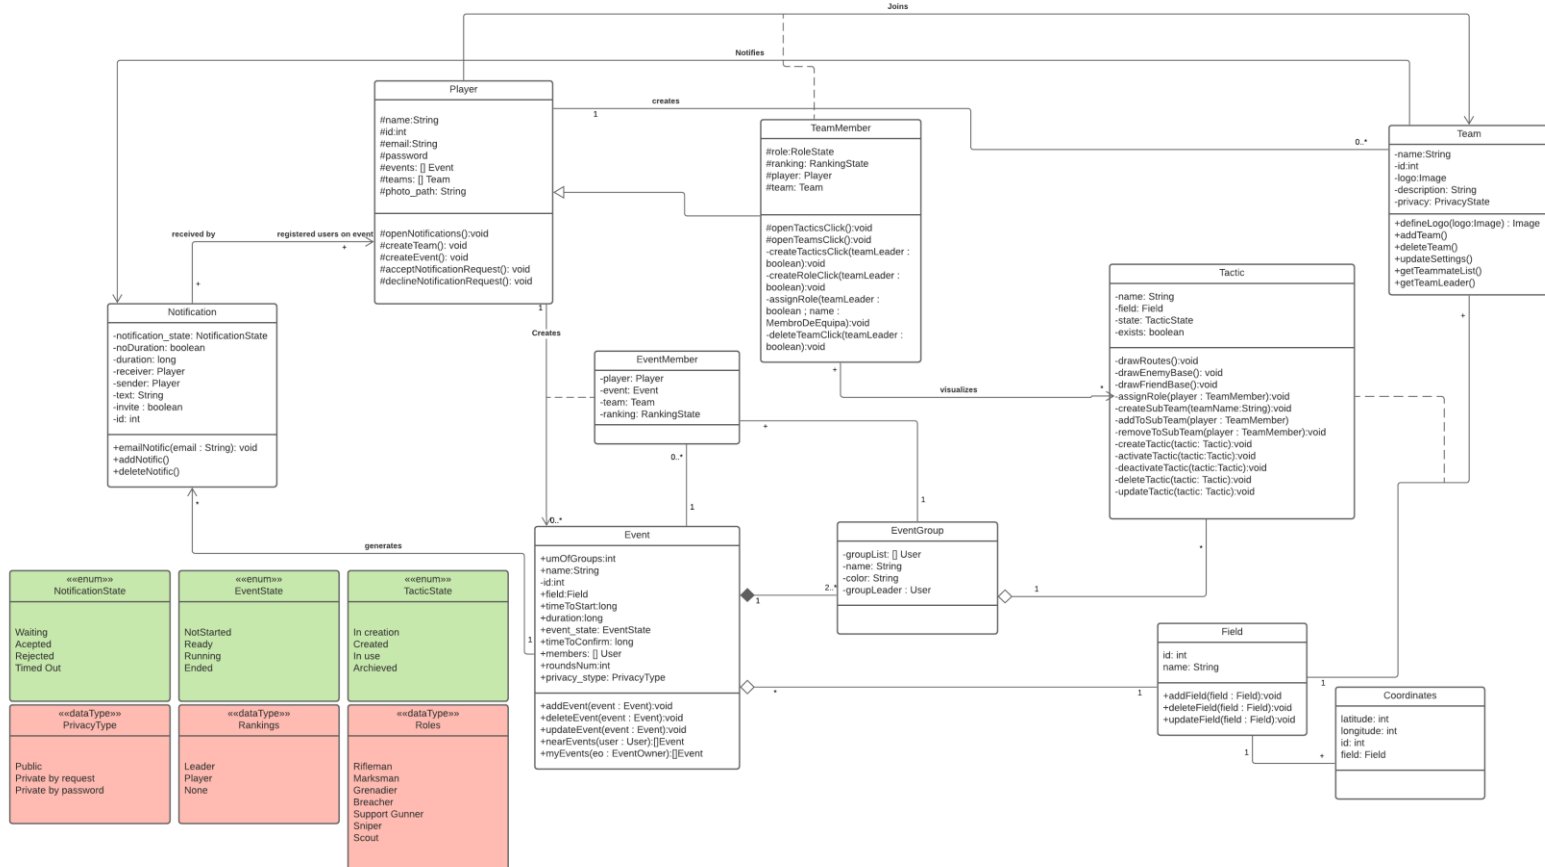 Joins
Notifies
Player
#name:String
#id:int
#email:String
#password
#events: [] Event
#teams: [] Team
#photo_path: String
#openNotifications():void
#createTeam(): void
#createEvent(): void
#acceptNotificationRequest(): void
#declineNotificationRequest(): void
creates
1
0..*
TeamMember
#role:RoleState
#ranking: RankingState
#player: Player
#team: Team
#openTacticsClick():void
#openTeamsClick():void
-createTacticsClick(teamLeader :
boolean):void
-createRoleClick(teamLeader :
boolean):void
-assignRole(teamLeader :
boolean ; name :
MembroDeEquipa):void
-deleteTeamClick(teamLeader :
boolean):void
Team
-name:String
-id:int
-logo:Image
-description: String
-privacy: PrivacyState
+defineLogo(logo:Image) : Image
+addTeam()
+deleteTeam()
+updateSettings()
+getTeammateList()
+getTeamLeader()
+
received by
registered users on event
+
+
Notification
-notification_state: NotificationState
-noDuration: boolean
-duration: long
-receiver: Player
-sender: Player
-text: String
-invite : boolean
-id: int
+emailNotific(email : String): void
+addNotific()
+deleteNotific()
*
generates
1
1
Creates
0..*
EventMember
-player: Player
-event: Event
-team: Team
-ranking: RankingState
0..*
1
+
1
+
visualizes
*
Tactic
-name: String
-field: Field
-state: TacticState
-exists: boolean
-drawRoutes():void
-drawEnemyBase(): void
-drawFriendBase():void
-assignRole(player : TeamMember):void
-createSubTeam(teamName:String):void
-addToSubTeam(player : TeamMember)
-removeToSubTeam(player : TeamMember):void
-createTactic(tactic: Tactic):void
-activateTactic(tactic:Tactic):void
-deactivateTactic(tactic:Tactic):void
-deleteTactic(tactic: Tactic):void
-updateTactic(tactic: Tactic):void
*
1
Event
+umOfGroups:int
+name:String
-id:int
+field:Field
+timeToStart:long
+duration:long
+event_state: EventState
+timeToConfirm: long
+members: [] User
+roundsNum:int
+privacy_stype: PrivacyType
+addEvent(event : Event):void
+deleteEvent(event : Event):void
+updateEvent(event : Event):void
+nearEvents(user : User):[]Event
+myEvents(eo : EventOwner):[]Event
1
2..*
EventGroup
-groupList: [] User
-name: String
-color: String
-groupLeader : User
*
1
Field
id: int
name: String
+addField(field : Field):void
+deleteField(field : Field):void
+updateField(field : Field):void
1
1
+
Coordinates
latitude: int
longitude: int
id: int
field: Field
««enum»»
NotificationState
Waiting
Acepted
Rejected
Timed Out
««enum»»
EventState
NotStarted
Ready
Running
Ended
««enum»»
TacticState
In creation
Created
In use
Archieved
««dataType»»
PrivacyType
Public
Private by request
Private by password
««dataType»»
Rankings
Leader
Player
None
««dataType»»
Roles
Rifleman
Marksman
Grenadier
Breacher
Support Gunner
Sniper
Scout